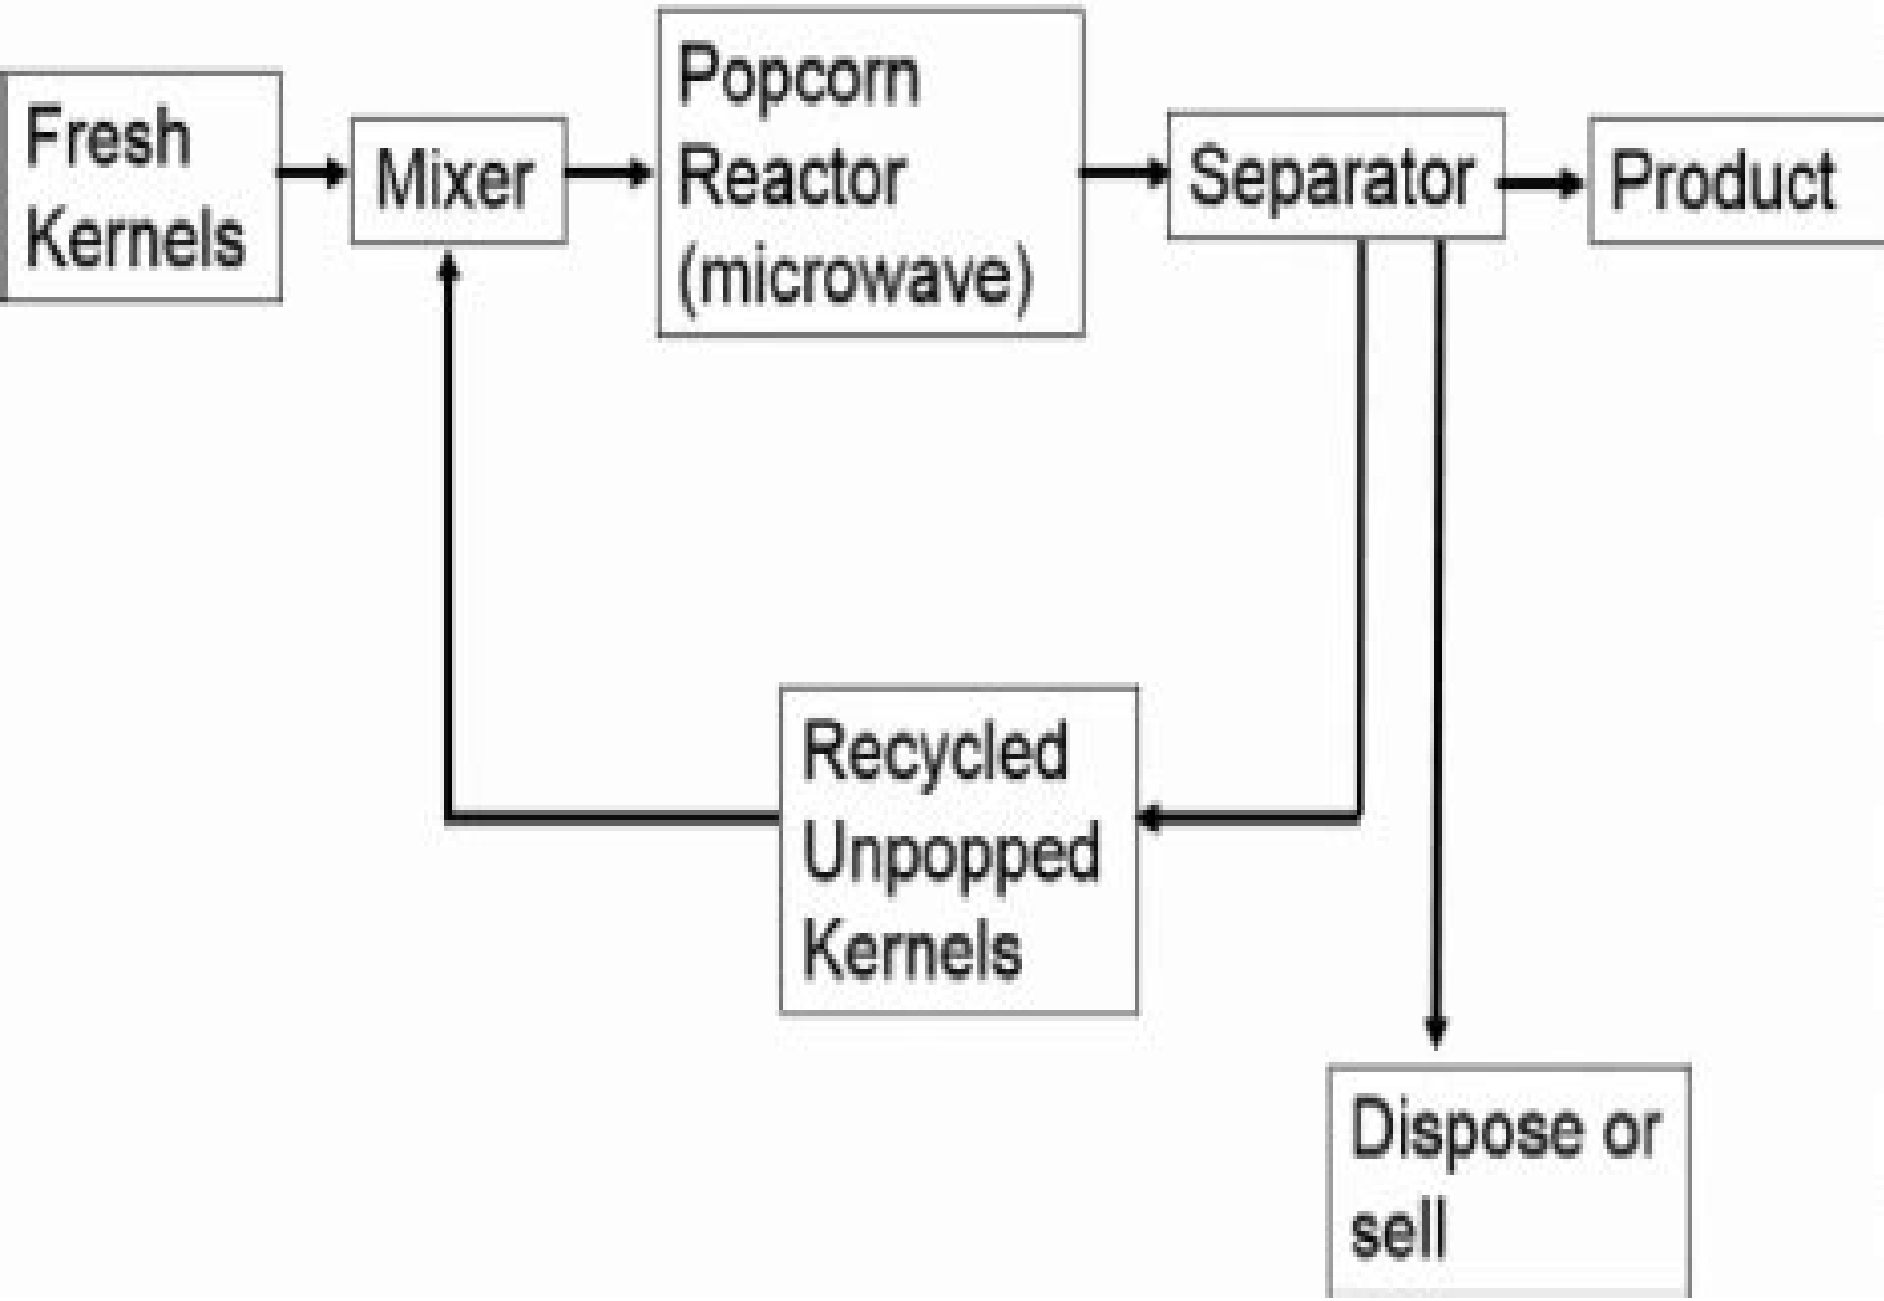 Fresh
Kernels
Mixer
Popcorn
Reactor
(microwave)
Separator
Product
Recycled
Unpopped
Kernels
Dispose or
sell